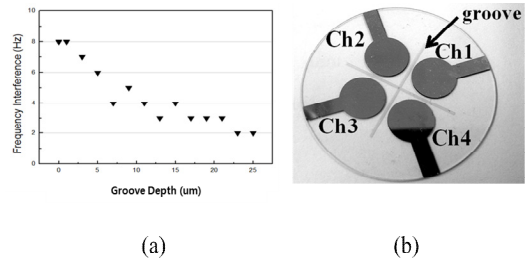 Frequency Interference (Hz)
10
8
6
4
2
0
0 5 10 15 20 25
Groove Depth (um)
groove
Ch2
Ch1
Ch3
Ch4
(a) (b)